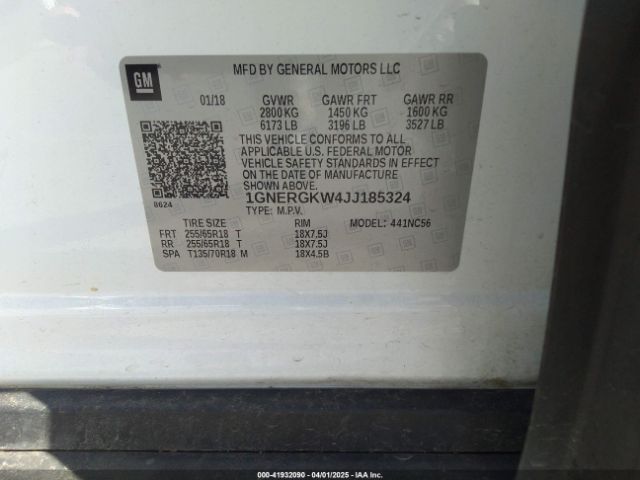 GM
MFD BY GENERAL MOTORS LLC
01/18 GVWR GAWR FRT GAWR RR
2800 KG 1450 KG 1600 KG
6173 LB 3196 LB 3527 LB
THIS VEHICLE CONFORMS TO ALL
APPLICABLE U.S. FEDERAL MOTOR
VEHICLE SAFETY STANDARDS IN EFFECT
ON THE DATE OF MANUFACTURE
SHOWN ABOVE.
8624
1GNERGKW4JJ185324
TYPE: M.P.V. MODEL: 441NC56
TIRE SIZE RIM
FRT 255/65R18 T 18X7.5J
RR 255/65R18 T 18X7.5J
SPA T135/70R18 M 18X4.5B
000-41932090 - 04/01/2025 - IAA Inc.